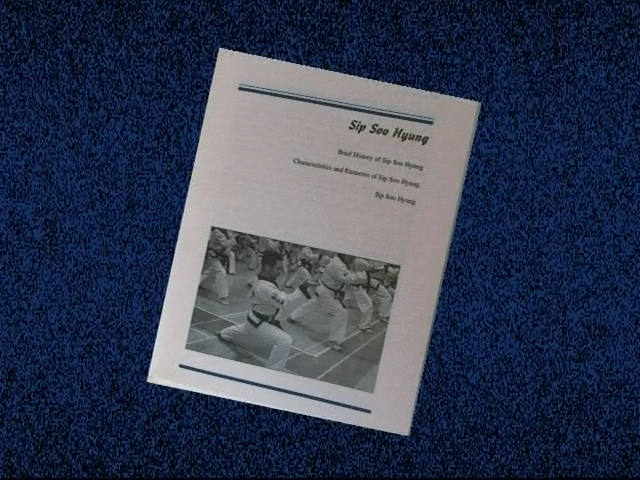 Sip Soo Hyung
Brief History of Sip Soo Hyung
Characteristics and Elements of Sip Soo Hyung
Sip Soo Hyung